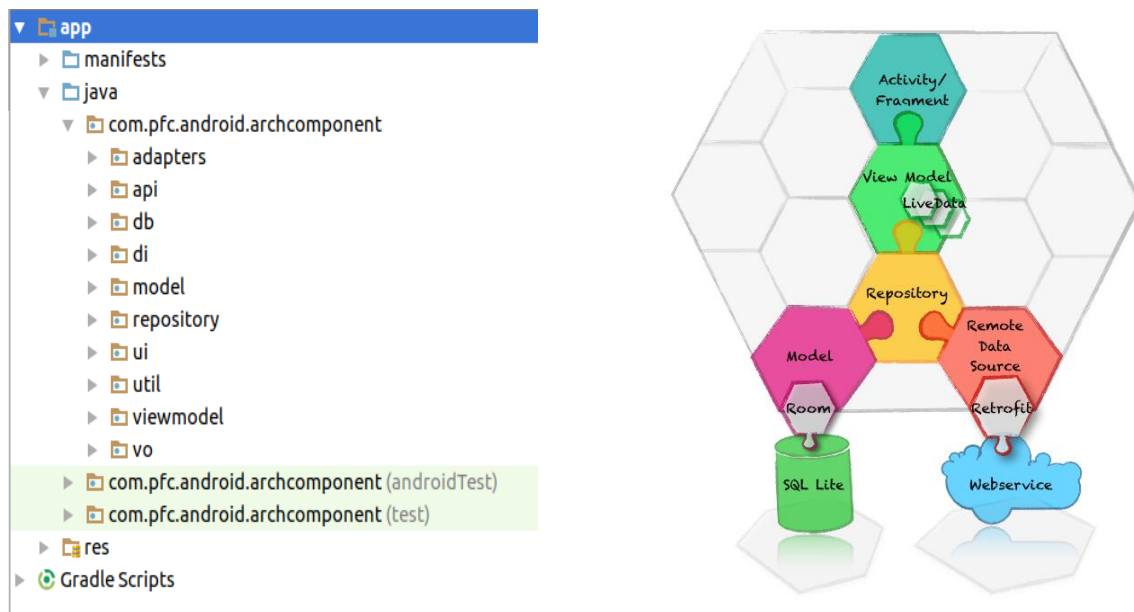 app
manifests
java
com.pfc.android.archcomponent
adapters
api
db
di
model
repository
ui
util
viewmodel
vo
com.pfc.android.archcomponent (androidTest)
com.pfc.android.archcomponent (test)
res
Gradle Scripts
Activity/
Fragment
View Model
LiveData
Repository
Model
Remote
Data
Source
Room
Retrofit
SQL Lite
Webservice